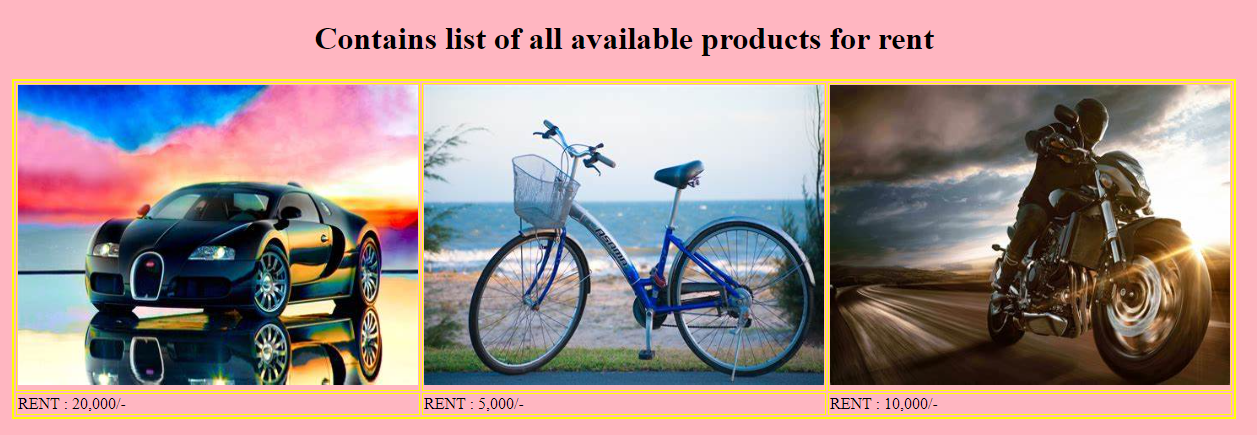 Contains list of all available products for rent
RENT : 20,000/-
RENT : 5,000/-
RENT : 10,000/-